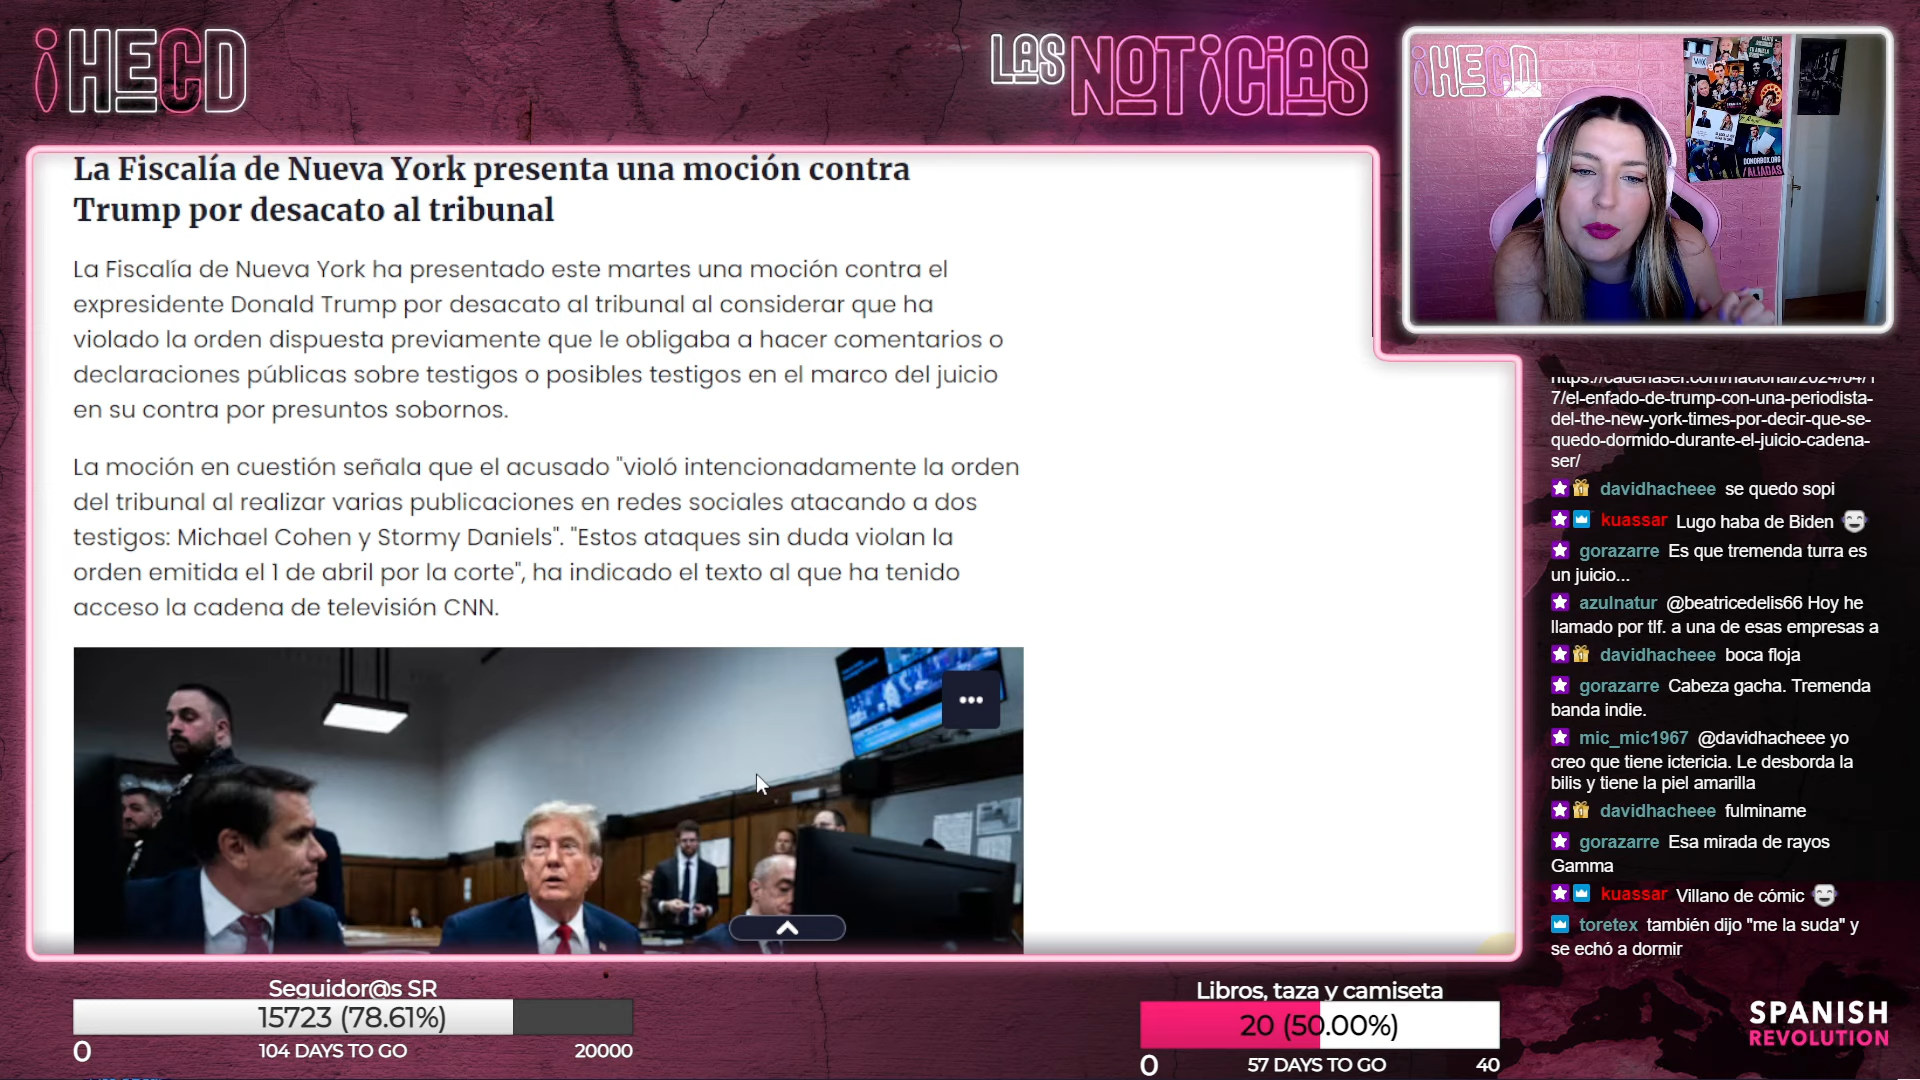 ¡HECD
LAS NOTICIAS
¡HECD
DONORBOX.ORG
/ALIADAS
La Fiscalía de Nueva York presenta una moción contra
Trump por desacato al tribunal
La Fiscalía de Nueva York ha presentado este martes una moción contra el
expresidente Donald Trump por desacato al tribunal al considerar que ha
violado la orden dispuesta previamente que le obligaba a hacer comentarios o
declaraciones públicas sobre testigos o posibles testigos en el marco del juicio
en su contra por presuntos sobornos.
La moción en cuestión señala que el acusado "violó intencionadamente la orden
del tribunal al realizar varias publicaciones en redes sociales atacando a dos
testigos: Michael Cohen y Stormy Daniels". "Estos ataques sin duda violan la
orden emitida el 1 de abril por la corte", ha indicado el texto al que ha tenido
acceso la cadena de televisión CNN.
https://cadenaser.com/nacional/2024/04/1
7/el-enfado-de-trump-con-una-periodista-
del-the-new-york-times-por-decir-que-se-
quedo-dormido-durante-el-juicio-cadena-
ser/
davidhacheee se quedo sopi
kuassar Lugo haba de Biden
gorazarre Es que tremenda turra es
un juicio...
azulnatur @beatricedelis66 Hoy he
llamado por tlf. a una de esas empresas a
davidhacheee boca floja
gorazarre Cabeza gacha. Tremenda
banda indie.
mic_mic1967 @davidhacheee yo
creo que tiene ictericia. Le desborda la
bilis y tiene la piel amarilla
davidhacheee fulminame
gorazarre Esa mirada de rayos
Gamma
kuassar Villano de cómic
toretex también dijo "me la suda" y
se echó a dormir
Seguidor@s SR
15723 (78.61%)
0 104 DAYS TO GO 20000
Libros, taza y camiseta
20 (50.00%)
0 57 DAYS TO GO 40
SPANISH
REVOLUTION